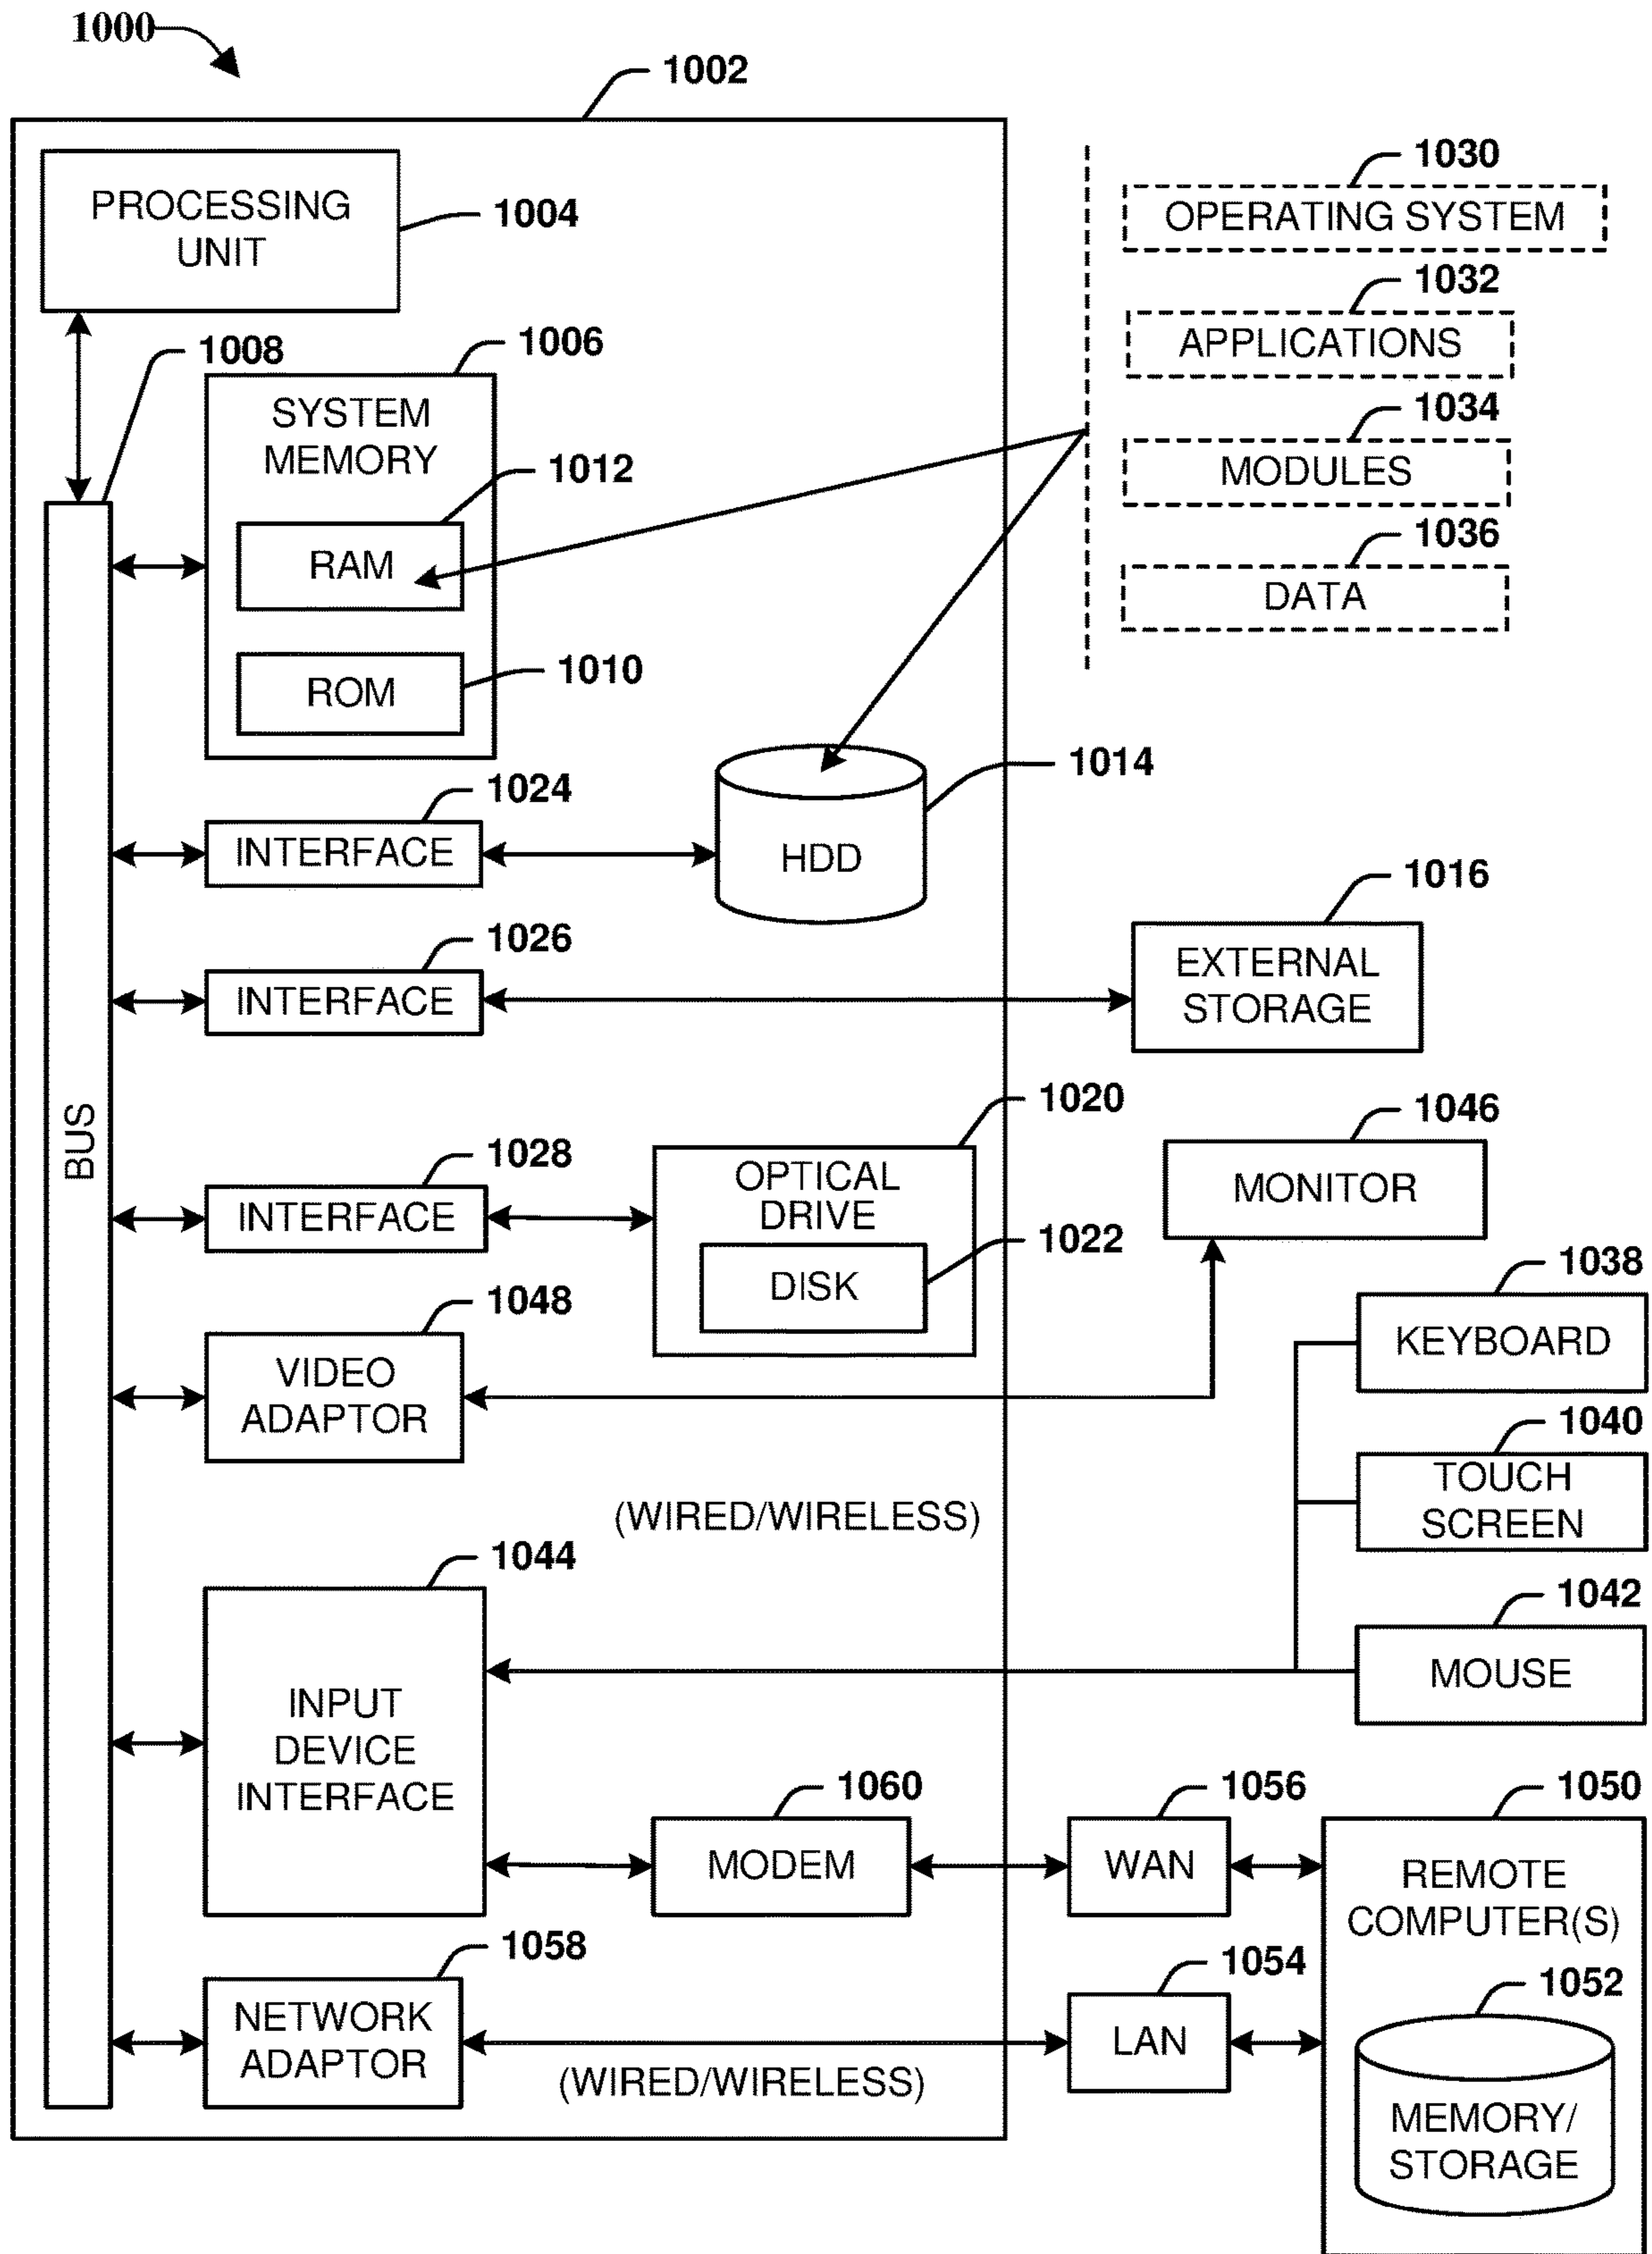 1000
1002
PROCESSING
UNIT
1004
1030
OPERATING SYSTEM
1032
APPLICATIONS
1034
MODULES
1036
DATA
1008
1006
SYSTEM
MEMORY
1012
RAM
1010
ROM
1014
HDD
1024
INTERFACE
1016
EXTERNAL
STORAGE
1026
INTERFACE
BUS
1020
OPTICAL
DRIVE
1022
DISK
1028
INTERFACE
1046
MONITOR
1048
VIDEO
ADAPTOR
1038
KEYBOARD
1040
TOUCH
SCREEN
(WIRED/WIRELESS)
1044
INPUT
DEVICE
INTERFACE
1042
MOUSE
1060
MODEM
1056
WAN
1050
REMOTE
COMPUTER(S)
1058
NETWORK
ADAPTOR
(WIRED/WIRELESS)
1054
LAN
1052
MEMORY/
STORAGE